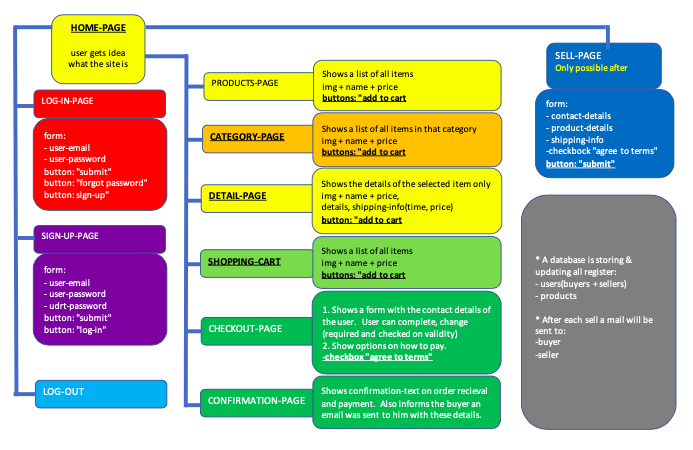 HOME-PAGE
user gets idea
what the site is
LOG-IN-PAGE
form:
- user-email
- user-password
button: "submit"
button: "forgot password"
button: sign-up"
SIGN-UP-PAGE
form:
- user-email
- user-password
- udrt-password
button: "submit"
button: "log-in"
LOG-OUT
PRODUCTS-PAGE
Shows a list of all items
img + name + price
buttons: "add to cart
CATEGORY-PAGE
Shows a list of all items in that category
img + name + price
buttons: "add to cart
DETAIL-PAGE
Shows the details of the selected item only
img + name + price,
details, shipping-info(time, price)
button: "add to cart
SHOPPING-CART
Shows a list of all items
img + name + price
buttons: "add to cart
CHECKOUT-PAGE
1. Shows a form with the contact details of
the user. User can complete, change
(required and checked on validity)
2. Show options on how to pay.
-checkbox "agree to terms"
CONFIRMATION-PAGE
Shows confirmation-text on order recieval
and payment. Also informs the buyer an
email was sent to him with these details.
SELL-PAGE
Only possible after
form:
- contact-details
- product-details
- shipping-info
-checkbock "agree to terms"
button: "submit"
* A database is storing &
updating all register:
- users(buyers + sellers)
- products
* After each sell a mail will be
sent to:
-buyer
-seller